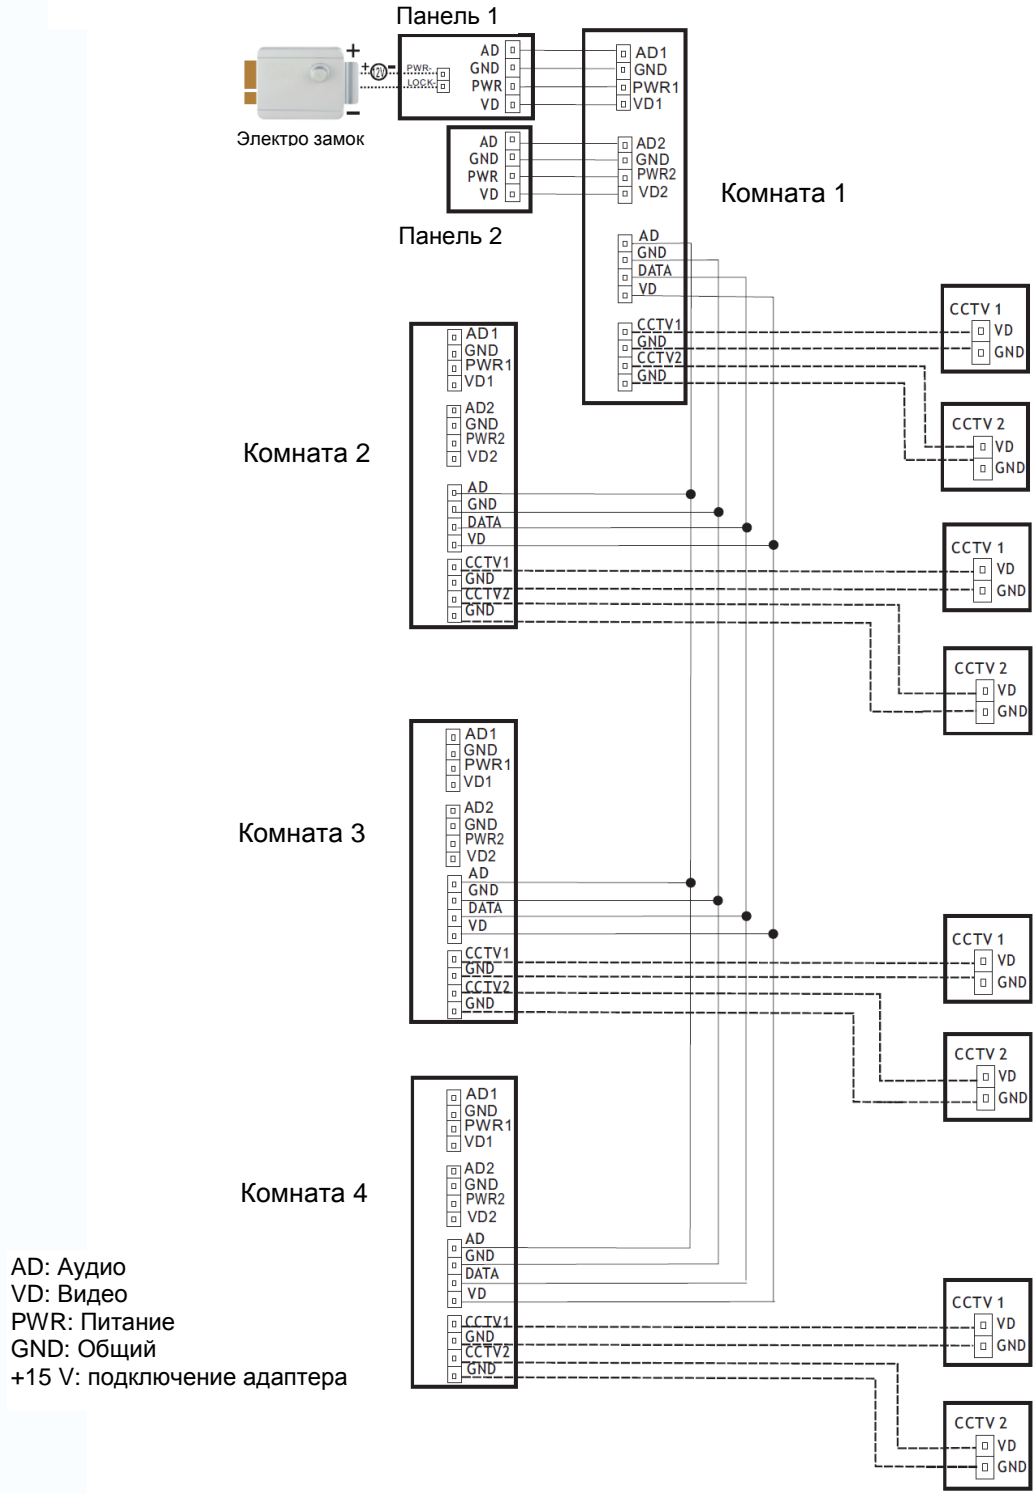 Панель 1
AD
GND
PWR
VD
+
+
12V
-
PWR-
LOCK-
-
Электро замок
AD1
GND
PWR1
VD1
AD
GND
PWR
VD
AD2
GND
PWR2
VD2
Комната 1
Панель 2
AD
GND
DATA
VD
CCTV1
GND
CCTV2
GND
CCTV 1
VD
GND
CCTV 2
VD
GND
Комната 2
AD1
GND
PWR1
VD1
AD2
GND
PWR2
VD2
AD
GND
DATA
VD
CCTV1
GND
CCTV2
GND
CCTV 1
VD
GND
CCTV 2
VD
GND
Комната 3
AD1
GND
PWR1
VD1
AD2
GND
PWR2
VD2
AD
GND
DATA
VD
CCTV1
GND
CCTV2
GND
CCTV 1
VD
GND
CCTV 2
VD
GND
Комната 4
AD1
GND
PWR1
VD1
AD2
GND
PWR2
VD2
AD
GND
DATA
VD
CCTV1
GND
CCTV2
GND
CCTV 1
VD
GND
CCTV 2
VD
GND
AD: Аудио
VD: Видео
PWR: Питание
GND: Общий
+15 V: подключение адаптера